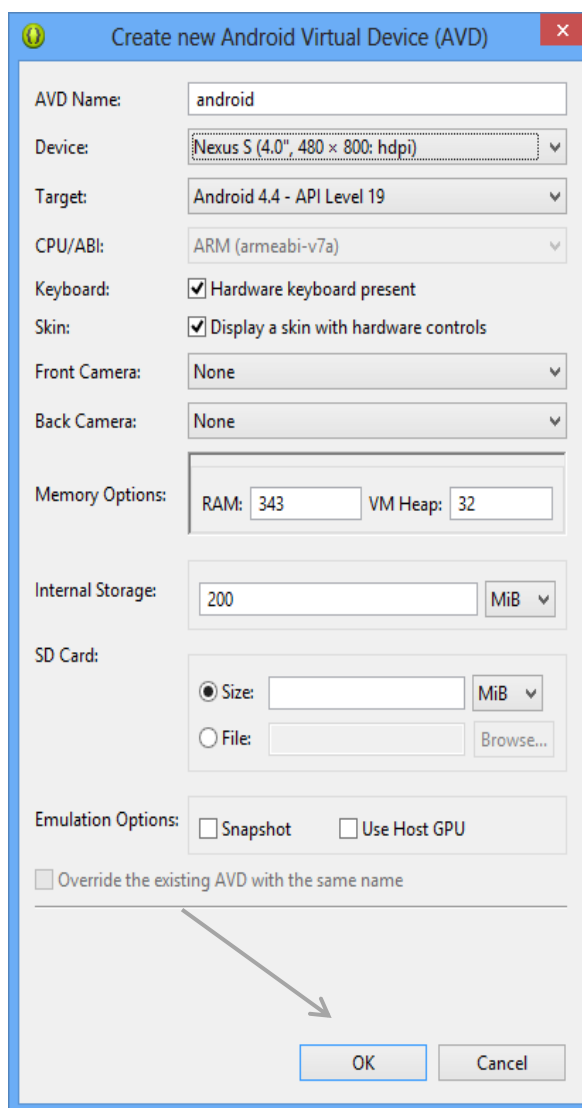 Create new Android Virtual Device (AVD)
AVD Name: android
Device: Nexus S (4.0", 480 × 800: hdpi)
Target: Android 4.4 - API Level 19
CPU/ABI: ARM (armeabi-v7a)
Keyboard: Hardware keyboard present
Skin: Display a skin with hardware controls
Front Camera: None
Back Camera: None
Memory Options: RAM: 343 VM Heap: 32
Internal Storage: 200 MiB
SD Card:
Size: MiB
File: Browse...
Emulation Options: Snapshot Use Host GPU
Override the existing AVD with the same name
OK Cancel